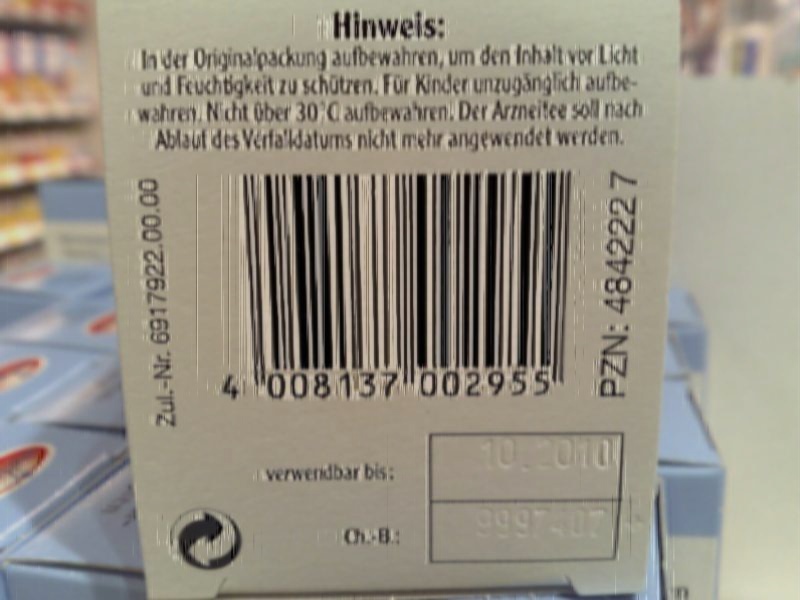 Hinweis:
In der Originalpackung aufbewahren, um den Inhalt vor Licht
und Feuchtigkeit zu schützen. Für Kinder unzugänglich aufbe-
wahren. Nicht über 30°C aufbewahren. Der Arzneitee soll nach
Ablauf des Verfalldatums nicht mehr angewendet werden.
Zul.-Nr. 6917922.00.00
PZN: 4842222 7
4 008137 002955
verwendbar bis: 10.2010
Ch.-B.: